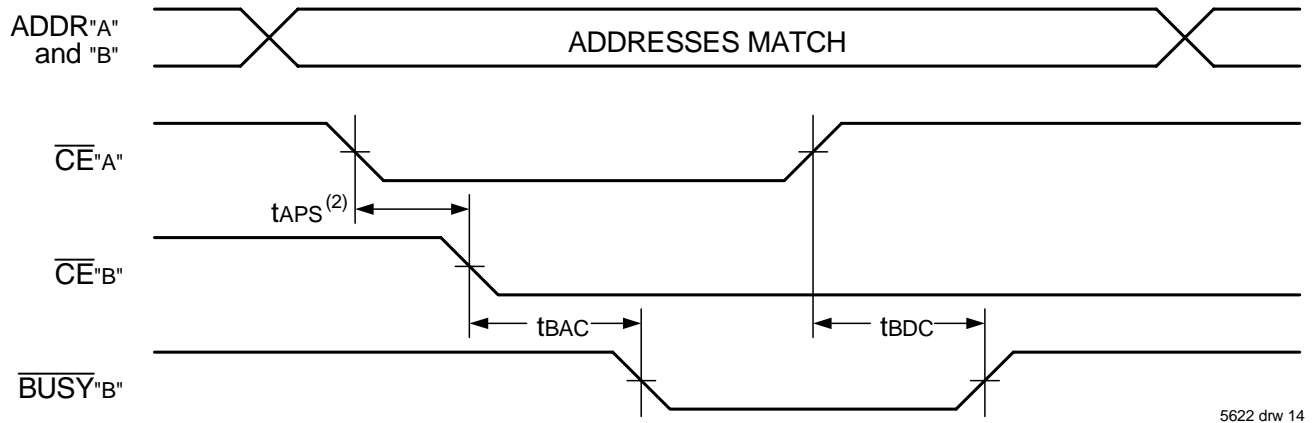 ADDR"A"
and "B"
ADDRESSES MATCH
CE"A"
tAPS(2)
CE"B"
tBAC
tBDC
BUSY"B"
5622 drw 14